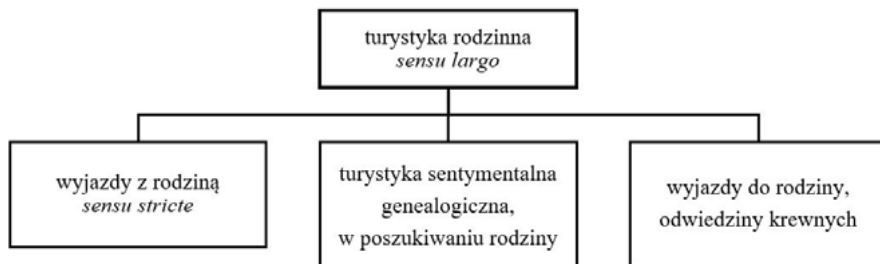 turystyka rodzinna
sensu largo
wyjazdy z rodziną
sensu stricte
turystyka sentymentalna
genealogiczna,
w poszukiwaniu rodziny
wyjazdy do rodziny,
odwiedziny krewnych